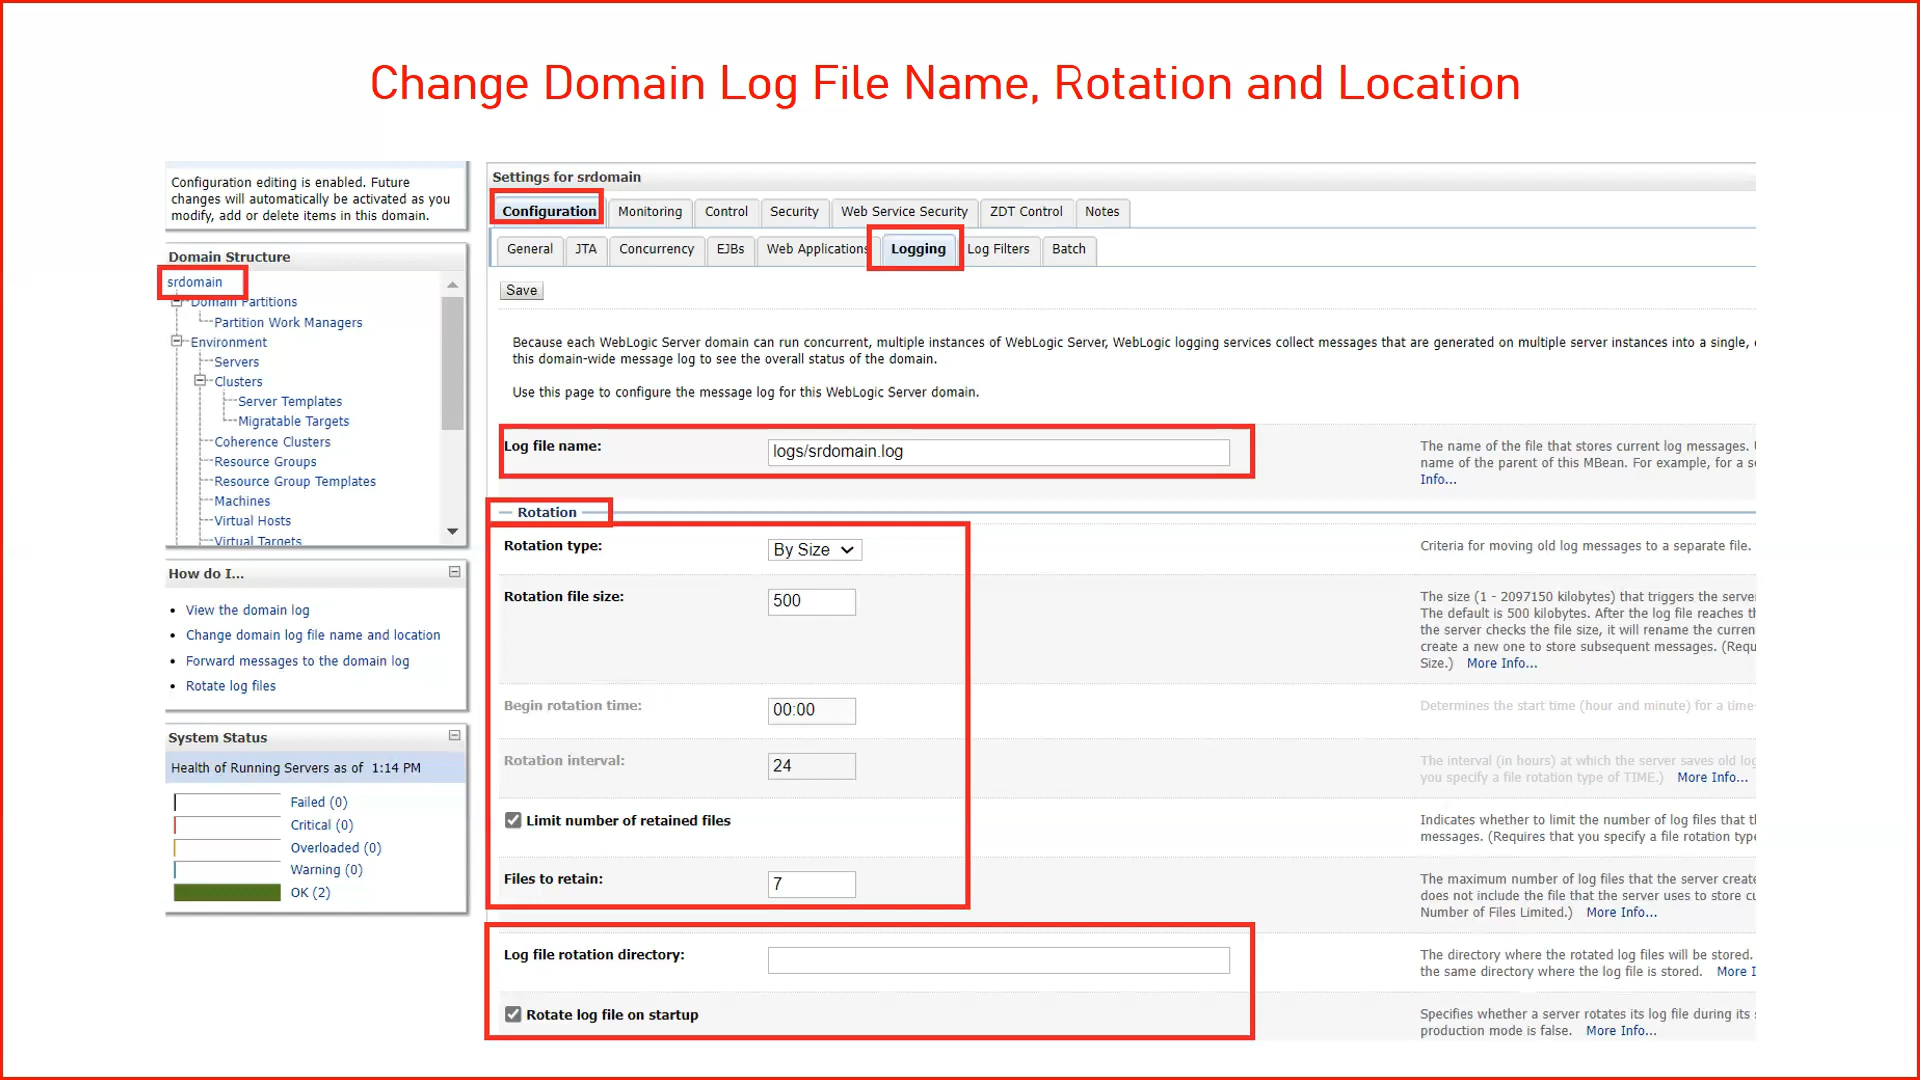 Change Domain Log File Name, Rotation and Location
Configuration editing is enabled. Future
changes will automatically be activated as you
modify, add or delete items in this domain.
Domain Structure
srdomain
Domain Partitions
Partition Work Managers
Environment
Servers
Clusters
Server Templates
Migratable Targets
Coherence Clusters
Resource Groups
Resource Group Templates
Machines
Virtual Hosts
Virtual Targets
How do I...
View the domain log
Change domain log file name and location
Forward messages to the domain log
Rotate log files
System Status
Health of Running Servers as of 1:14 PM
Failed (0)
Critical (0)
Overloaded (0)
Warning (0)
OK (2)
Settings for srdomain
Configuration Monitoring Control Security Web Service Security ZDT Control Notes
General JTA Concurrency EJBs Web Applications Logging Log Filters Batch
Save
Because each WebLogic Server domain can run concurrent, multiple instances of WebLogic Server, WebLogic logging services collect messages that are generated on multiple server instances into a single,
this domain-wide message log to see the overall status of the domain.
Use this page to configure the message log for this WebLogic Server domain.
Log file name: logs/srdomain.log
The name of the file that stores current log messages.
name of the parent of this MBean. For example, for a
Info...
Rotation
Rotation type: By Size
Criteria for moving old log messages to a separate file.
Rotation file size: 500
The size (1 - 2097150 kilobytes) that triggers the
The default is 500 kilobytes. After the log file reaches
the server checks the file size, it will rename the
create a new one to store subsequent messages.
Size.) More Info...
Begin rotation time: 00:00
Determines the start time (hour and minute) for a
Rotation interval: 24
The interval (in hours) at which the server saves old
you specify a file rotation type of TIME.) More Info...
Limit number of retained files
Indicates whether to limit the number of log files that
messages. (Requires that you specify a file rotation
Files to retain: 7
The maximum number of log files that the server
does not include the file that the server uses to store
Number of Files Limited.) More Info...
Log file rotation directory:
The directory where the rotated log files will be stored.
the same directory where the log file is stored. More
Rotate log file on startup
Specifies whether a server rotates its log file during its
production mode is false. More Info...